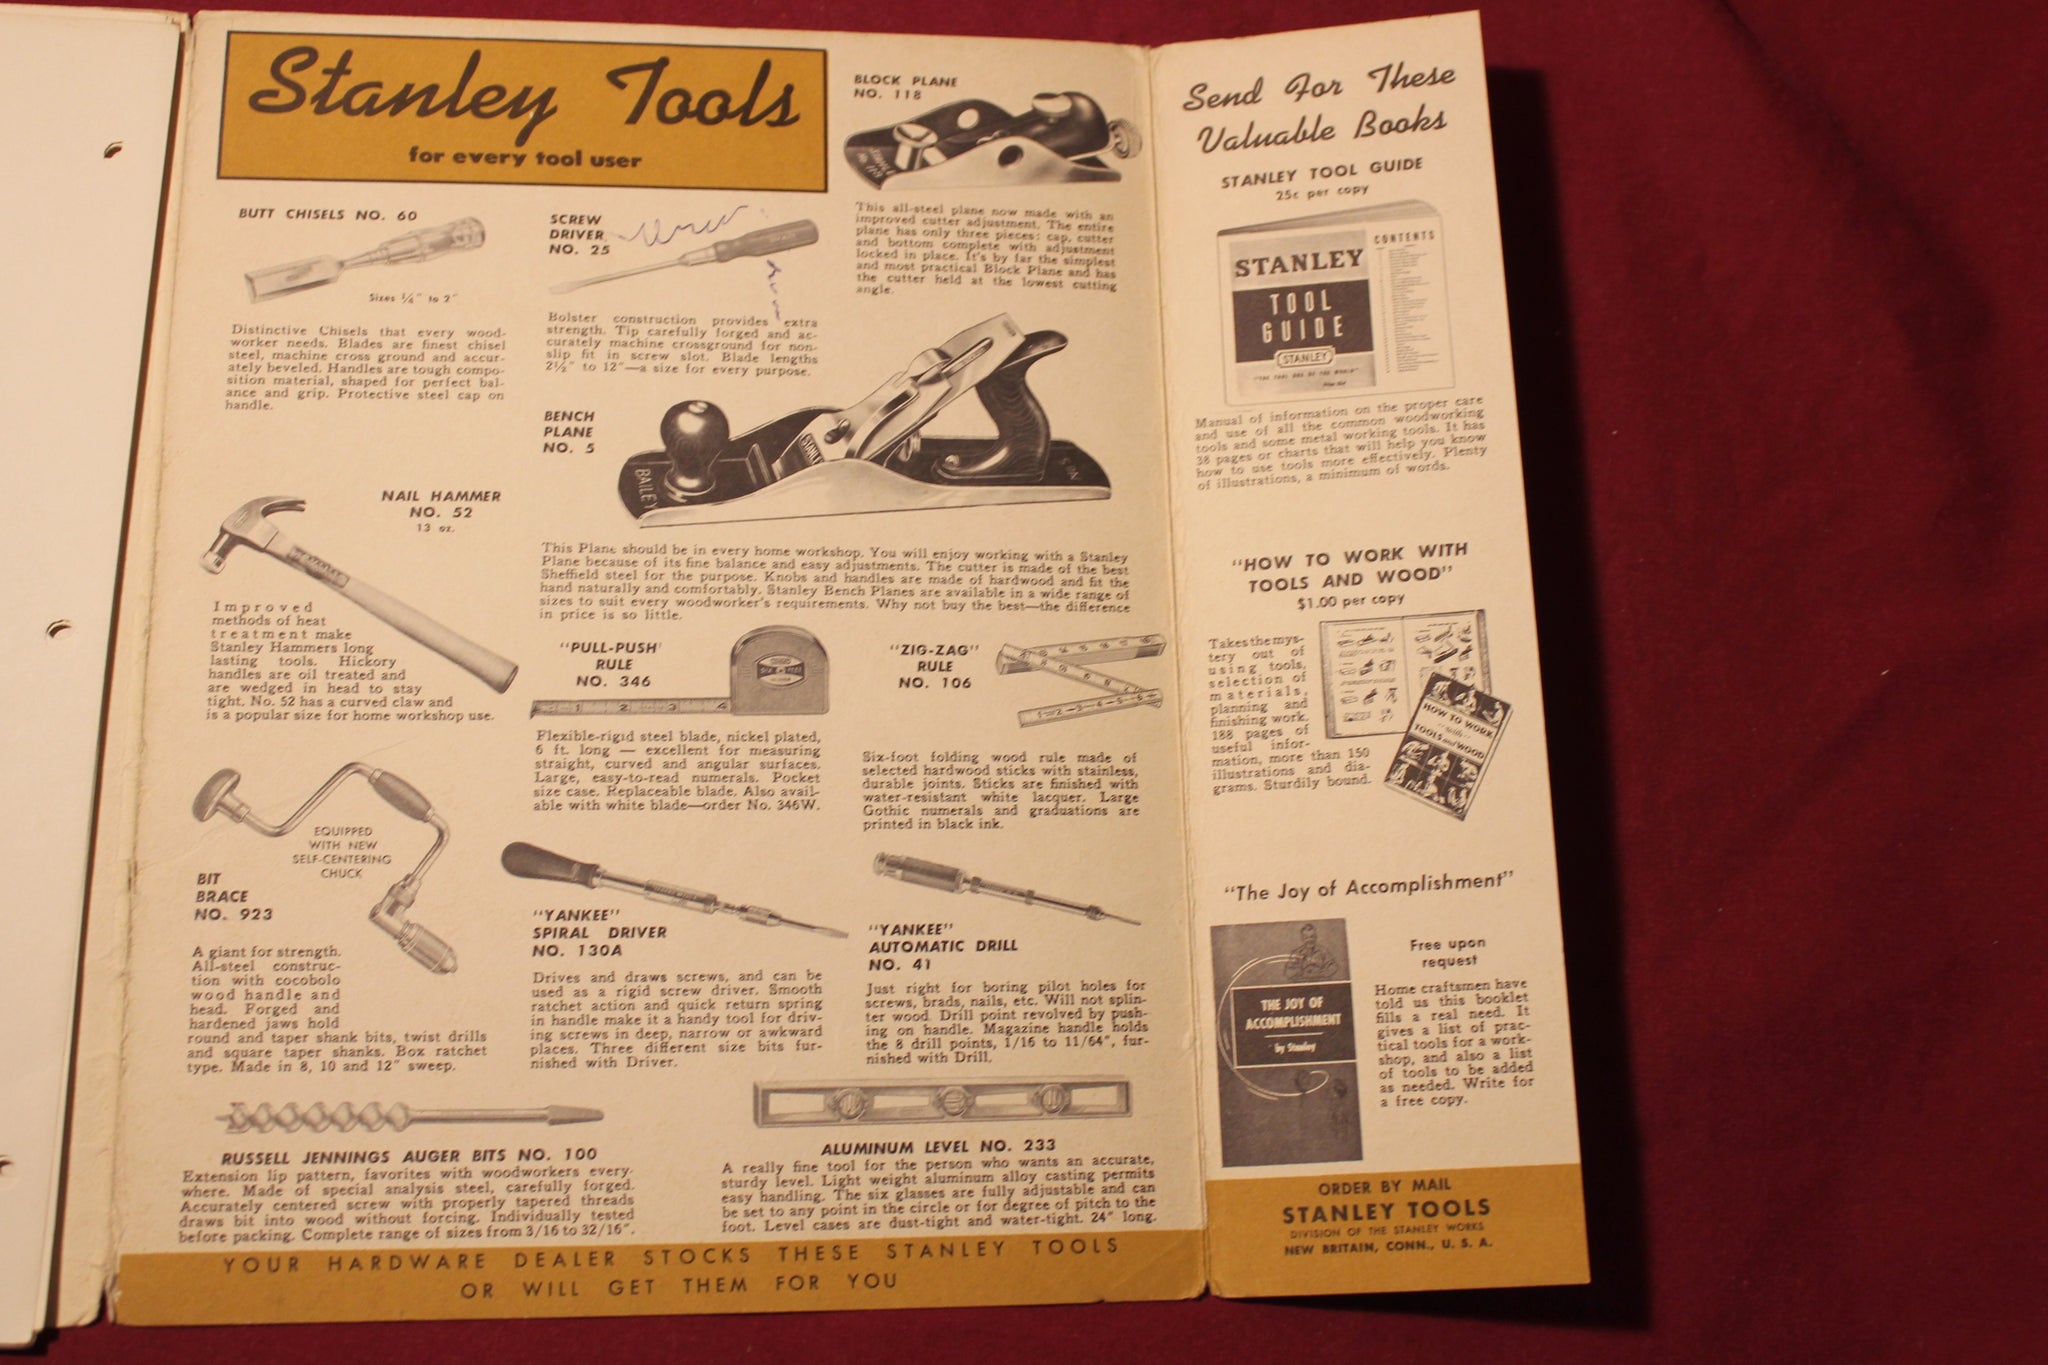 Stanley Tools
for every tool user
BUTT CHISELS NO. 60
Sizes 1/4" to 2"
Distinctive Chisels that every wood-
worker needs. Blades are finest chisel
steel, machine cross ground and accur-
ately beveled. Handles are tough compo-
sition material, shaped for perfect bal-
ance and grip. Protective steel cap on
handle.
SCREW
DRIVER
NO. 25
Bolster construction provides extra
strength. Tip carefully forged and ac-
curately machine crossground for non-
slip fit in screw slot. Blade lengths
2½" to 12"—a size for every purpose.
BLOCK PLANE
NO. 118
This all-steel plane now made with an
improved cutter adjustment. The entire
plane has only three pieces: cap, cutter
and bottom complete with adjustment
locked in place. It's by far the simplest
and most practical Block Plane and has
the cutter held at the lowest cutting
angle.
BENCH
PLANE
NO. 5
BAILEY
STANLEY
No 5
This Plane should be in every home workshop. You will enjoy working with a Stanley
Plane because of its fine balance and easy adjustments. The cutter is made of the best
Sheffield steel for the purpose. Knobs and handles are made of hardwood and fit the
hand naturally and comfortably. Stanley Bench Planes are available in a wide range of
sizes to suit every woodworker's requirements. Why not buy the best—the difference
in price is so little.
NAIL HAMMER
NO. 52
13 oz.
STANLEY
Improved
methods of heat
treatment make
Stanley Hammers long
lasting tools. Hickory
handles are oil treated and
are wedged in head to stay
tight. No. 52 has a curved claw and
is a popular size for home workshop use.
"PULL-PUSH"
RULE
NO. 346
1 2 3 4
Flexible-rigid steel blade, nickel plated,
6 ft. long — excellent for measuring
straight, curved and angular surfaces.
Large, easy-to-read numerals. Pocket
size case. Replaceable blade. Also avail-
able with white blade—order No. 346W.
"ZIG-ZAG"
RULE
NO. 106
Six-foot folding wood rule made of
selected hardwood sticks with stainless,
durable joints. Sticks are finished with
water-resistant white lacquer. Large
Gothic numerals and graduations are
printed in black ink.
EQUIPPED
WITH NEW
SELF-CENTERING
CHUCK
BIT
BRACE
NO. 923
A giant for strength.
All-steel construc-
tion with cocobolo
wood handle and
head. Forged and
hardened jaws hold
round and taper shank bits, twist drills
and square taper shanks. Box ratchet
type. Made in 8, 10 and 12" sweep.
"YANKEE"
SPIRAL DRIVER
NO. 130A
Drives and draws screws, and can be
used as a rigid screw driver. Smooth
ratchet action and quick return spring
in handle make it a handy tool for driv-
ing screws in deep, narrow or awkward
places. Three different size bits fur-
nished with Driver.
"YANKEE"
AUTOMATIC DRILL
NO. 41
Just right for boring pilot holes for
screws, brads, nails, etc. Will not splin-
ter wood. Drill point revolved by push-
ing on handle. Magazine handle holds
the 8 drill points, 1/16 to 11/64", fur-
nished with Drill.
RUSSELL JENNINGS AUGER BITS NO. 100
Extension lip pattern, favorites with woodworkers every-
where. Made of special analysis steel, carefully forged.
Accurately centered screw with properly tapered threads
draws bit into wood without forcing. Individually tested
before packing. Complete range of sizes from 3/16 to 32/16".
ALUMINUM LEVEL NO. 233
A really fine tool for the person who wants an accurate,
sturdy level. Light weight aluminum alloy casting permits
easy handling. The six glasses are fully adjustable and can
be set to any point in the circle or for degree of pitch to the
foot. Level cases are dust-tight and water-tight. 24" long.
YOUR HARDWARE DEALER STOCKS THESE STANLEY TOOLS
OR WILL GET THEM FOR YOU
Send For These
Valuable Books
STANLEY TOOL GUIDE
25c per copy
STANLEY
TOOL
GUIDE
STANLEY
CONTENTS
Manual of information on the proper care
and use of all the common woodworking
tools and some metal working tools. It has
38 pages or charts that will help you know
how to use tools more effectively. Plenty
of illustrations, a minimum of words.
"HOW TO WORK WITH
TOOLS AND WOOD"
$1.00 per copy
Takes the mys-
tery out of
using tools,
selection of
materials,
planning and
finishing work.
188 pages of
useful infor-
mation, more than 150
illustrations and dia-
grams. Sturdily bound.
HOW TO WORK
with
TOOLS and WOOD
"The Joy of Accomplishment"
THE JOY OF
ACCOMPLISHMENT
by Stanley
Free upon
request
Home craftsmen have
told us this booklet
fills a real need. It
gives a list of prac-
tical tools for a work-
shop, and also a list
of tools to be added
as needed. Write for
a free copy.
ORDER BY MAIL
STANLEY TOOLS
DIVISION OF THE STANLEY WORKS
NEW BRITAIN, CONN., U. S. A.